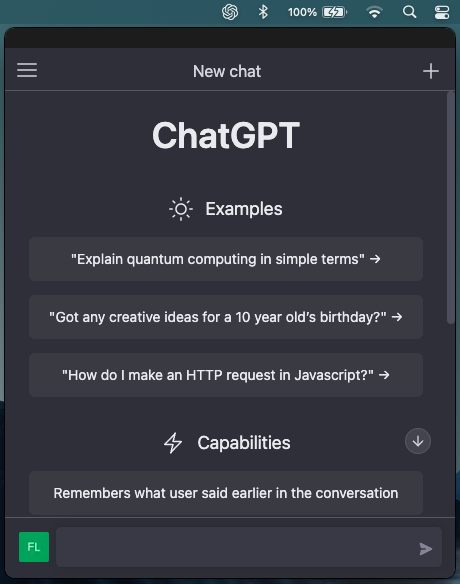 100%
New chat
ChatGPT
Examples
"Explain quantum computing in simple terms" →
"Got any creative ideas for a 10 year old’s birthday?" →
"How do I make an HTTP request in Javascript?" →
Capabilities
Remembers what user said earlier in the conversation
FL